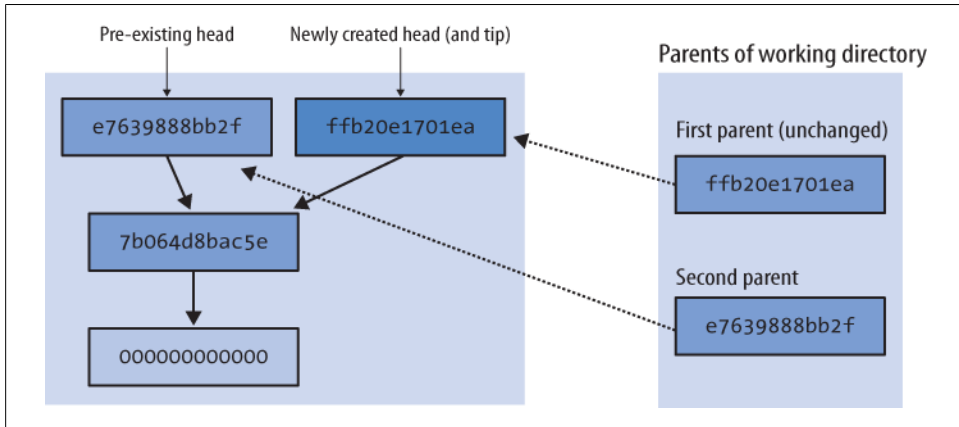 Pre-existing head
Newly created head (and tip)
e7639888bb2f
ffb20e1701ea
7b064d8bac5e
000000000000
Parents of working directory
First parent (unchanged)
ffb20e1701ea
Second parent
e7639888bb2f